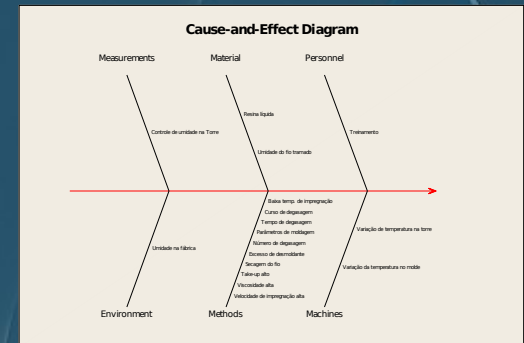 Cause-and-Effect Diagram
Measurements
Material
Personnel
Controle de umidade na Torre
Resina líquida
Umidade do fio tramado
Treinamento
Umidade na fábrica
Baixa temp. de impregnação
Curso de degasagem
Tempo de degasagem
Parâmetros de moldagem
Número de degasagem
Excesso de desmoldante
Secagem do fio
Take-up alto
Viscosidade alta
Velocidade de impregnação alta
Variação de temperatura na torre
Variação da temperatura no molde
Environment
Methods
Machines